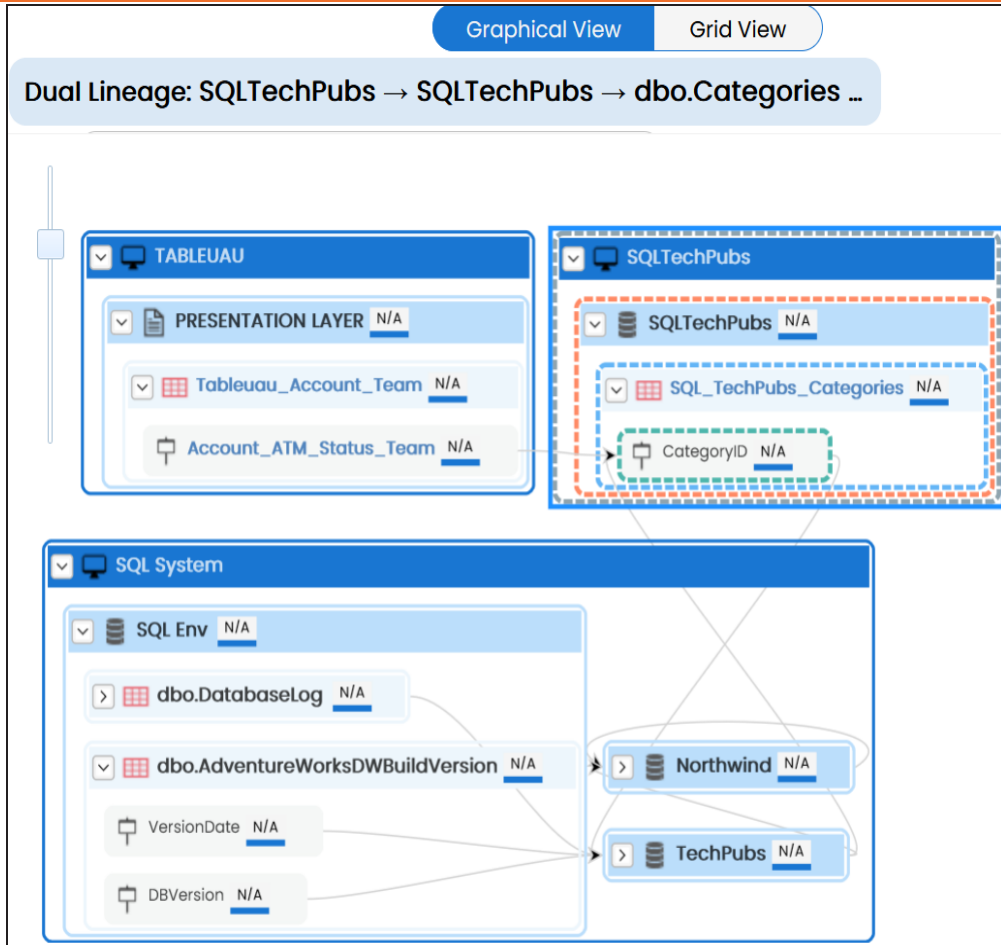 Graphical View
Grid View
Dual Lineage: SQLTechPubs → SQLTechPubs → dbo.Categories ...
TABLEUAU
PRESENTATION LAYER N/A
Tableuau_Account_Team N/A
Account_ATM_Status_Team N/A
SQLTechPubs
SQLTechPubs N/A
SQL_TechPubs_Categories N/A
CategoryID N/A
SQL System
SQL Env N/A
dbo.DatabaseLog N/A
dbo.AdventureWorksDWBuildVersion N/A
VersionDate N/A
DBVersion N/A
Northwind N/A
TechPubs N/A